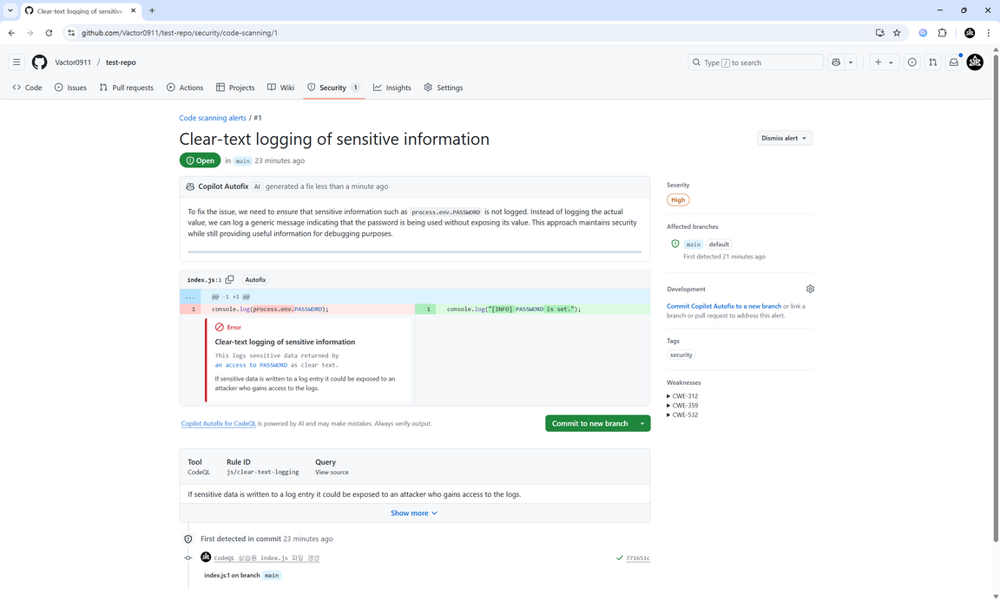 Clear-text logging of sensitive
github.com/Vactor0911/test-repo/security/code-scanning/1
Vactor0911 / test-repo
Type / to search
Code Issues Pull requests Actions Projects Wiki Security 1 Insights Settings
Code scanning alerts / #1
Clear-text logging of sensitive information
Dismiss alert
Open in main 23 minutes ago
Copilot Autofix AI generated a fix less than a minute ago
To fix the issue, we need to ensure that sensitive information such as process.env.PASSWORD is not logged. Instead of logging the actual
value, we can log a generic message indicating that the password is being used without exposing its value. This approach maintains security
while still providing useful information for debugging purposes.
Severity
High
Affected branches
main default
First detected 21 minutes ago
Development
Commit Copilot Autofix to a new branch or link a
branch or pull request to address this alert.
Tags
security
Weaknesses
CWE-312
CWE-359
CWE-532
index.js:1 Autofix
... @@ -1 +1 @@
1 console.log(process.env.PASSWORD);
1 console.log("[INFO] PASSWORD is set.");
Error
Clear-text logging of sensitive information
This logs sensitive data returned by
an access to PASSWORD as clear text.
If sensitive data is written to a log entry it could be exposed to an
attacker who gains access to the logs.
Copilot Autofix for CodeQL is powered by AI and may make mistakes. Always verify output.
Commit to new branch
Tool Rule ID Query
CodeQL js/clear-text-logging View source
If sensitive data is written to a log entry it could be exposed to an attacker who gains access to the logs.
Show more
First detected in commit 23 minutes ago
CodeQL 실습용 index.js 파일 생성 771651c
index.js:1 on branch main